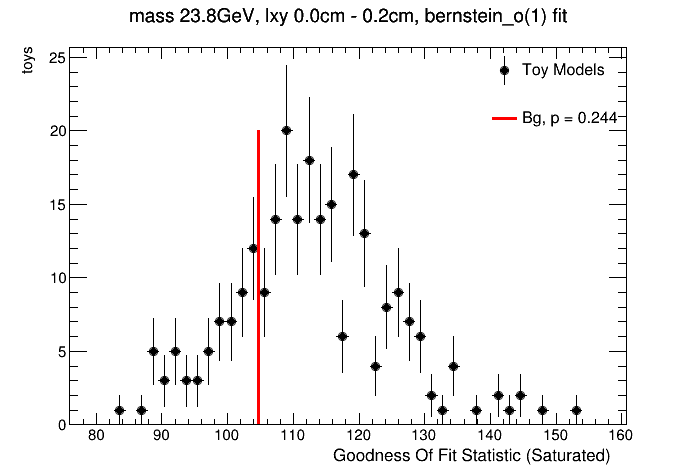 mass 23.8GeV, lxy 0.0cm - 0.2cm, bernstein_o(1) fit
toys
25
20
15
10
5
0
Toy Models
Bg, p = 0.244
80 90 100 110 120 130 140 150 160
Goodness Of Fit Statistic (Saturated)